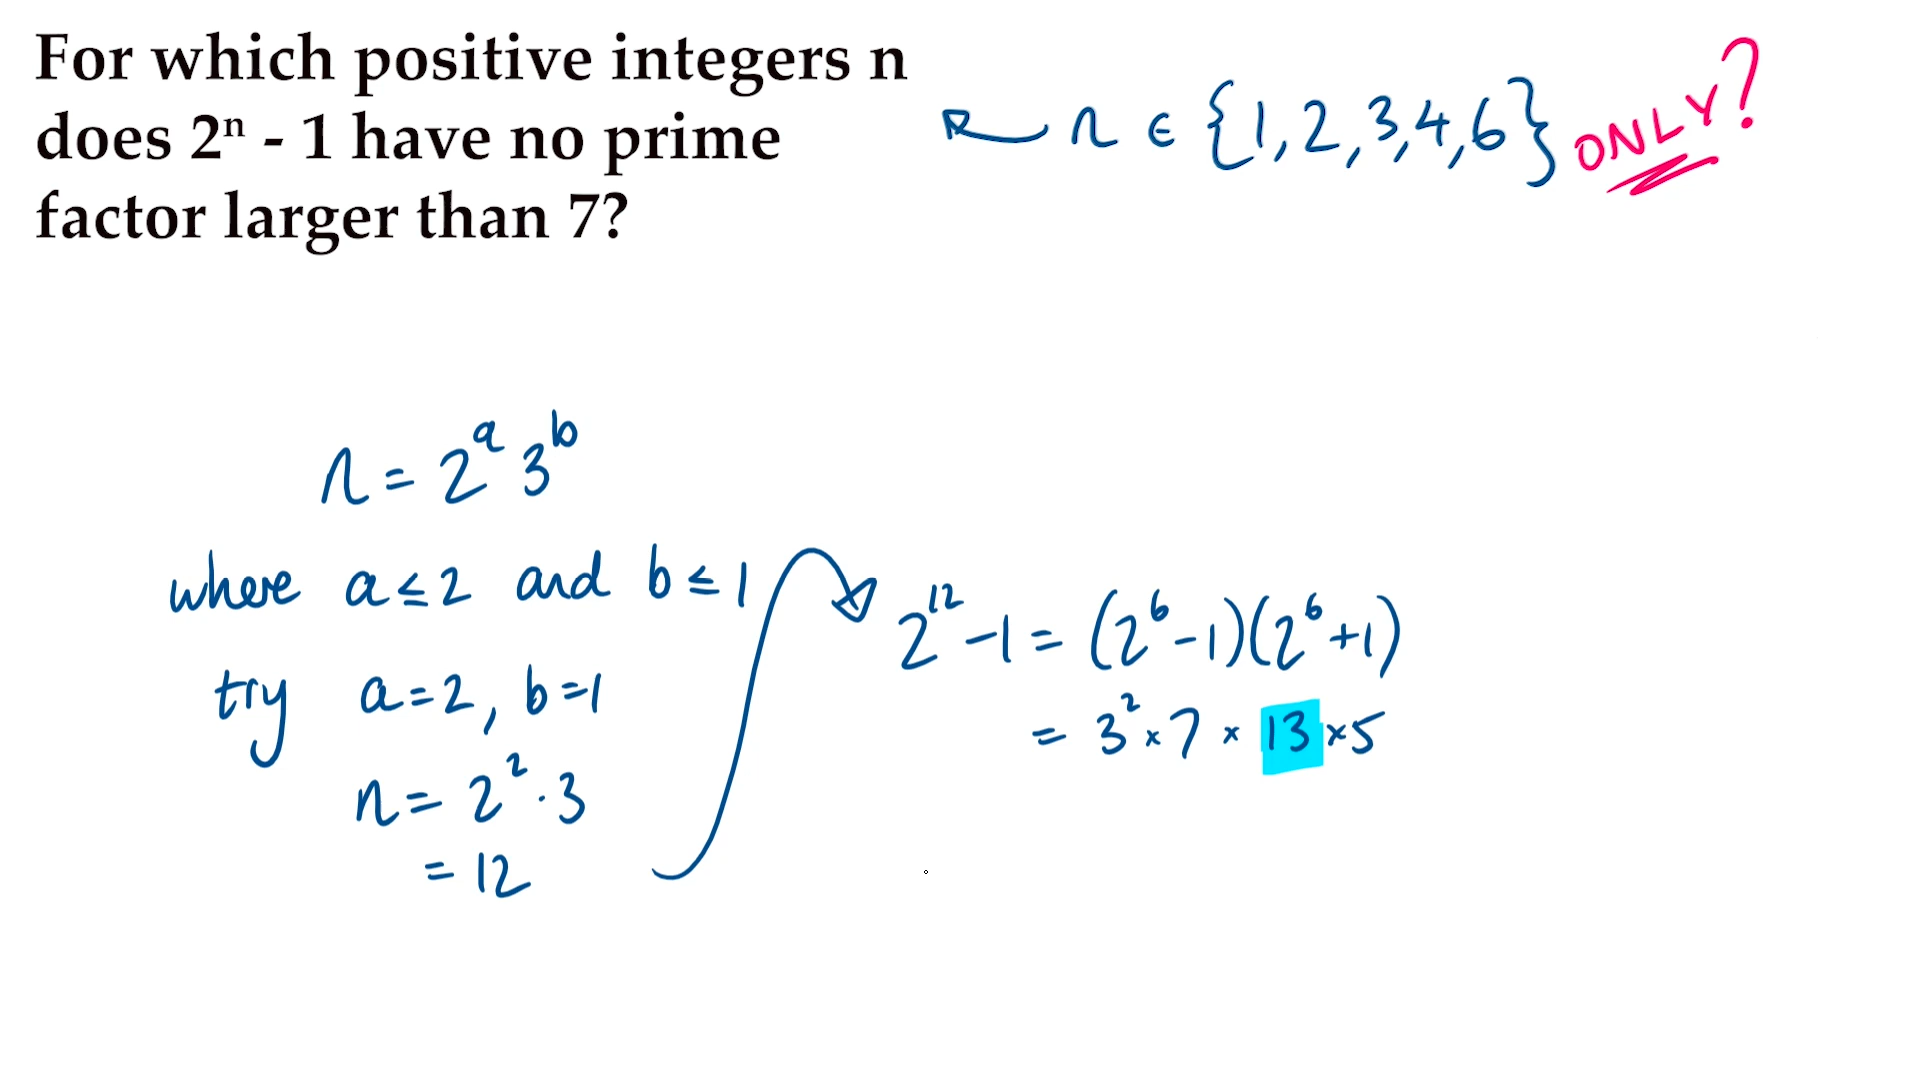 For which positive integers n
does 2ⁿ - 1 have no prime
factor larger than 7?
n ∈ {1,2,3,4,6} ONLY?
n = 2ᵃ 3ᵇ
where a ≤ 2 and b ≤ 1
try a=2, b=1
n = 2² · 3
= 12
2¹² - 1 = (2⁶ - 1)(2⁶ + 1)
= 3² × 7 × 13 × 5